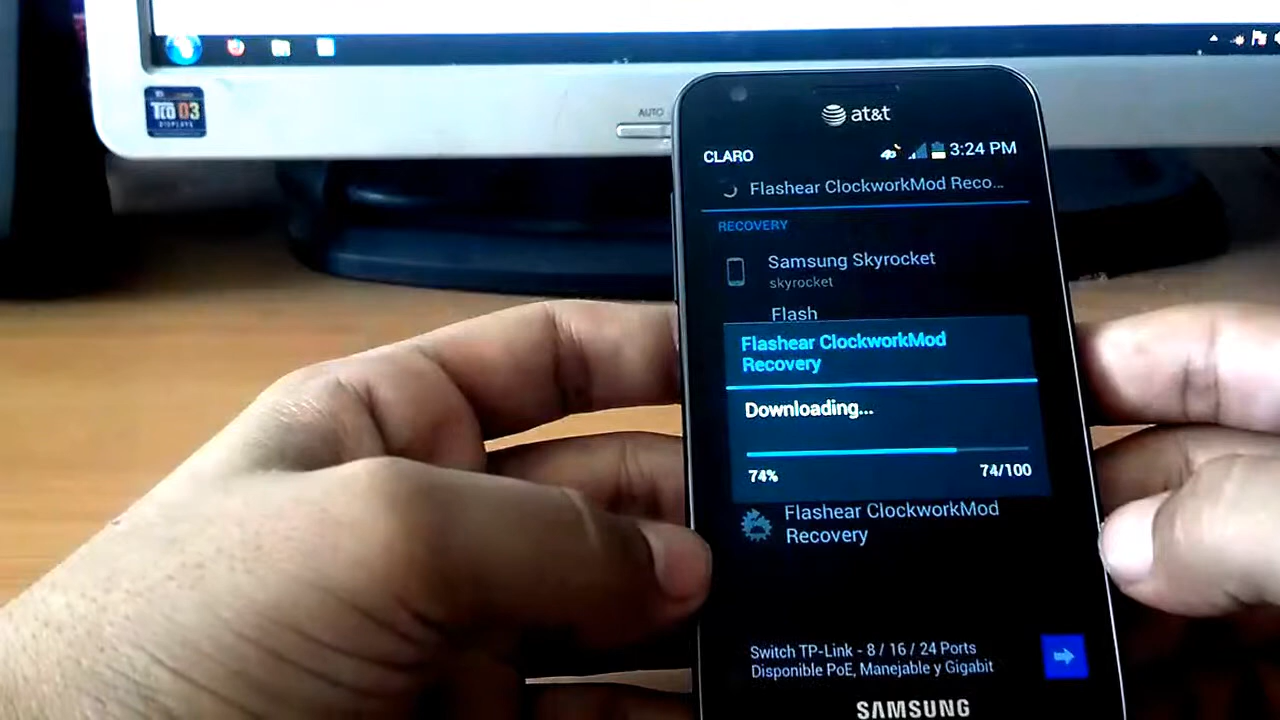 TCO 03
DISPLAYS
AUTO
at&t
CLARO
4G
3:24 PM
Flashear ClockworkMod Reco...
RECOVERY
Samsung Skyrocket
skyrocket
Flash
Flashear ClockworkMod
Recovery
Downloading...
74%
74/100
Flashear ClockworkMod
Recovery
Switch TP-Link - 8 / 16 / 24 Ports
Disponible PoE, Manejable y Gigabit
SAMSUNG